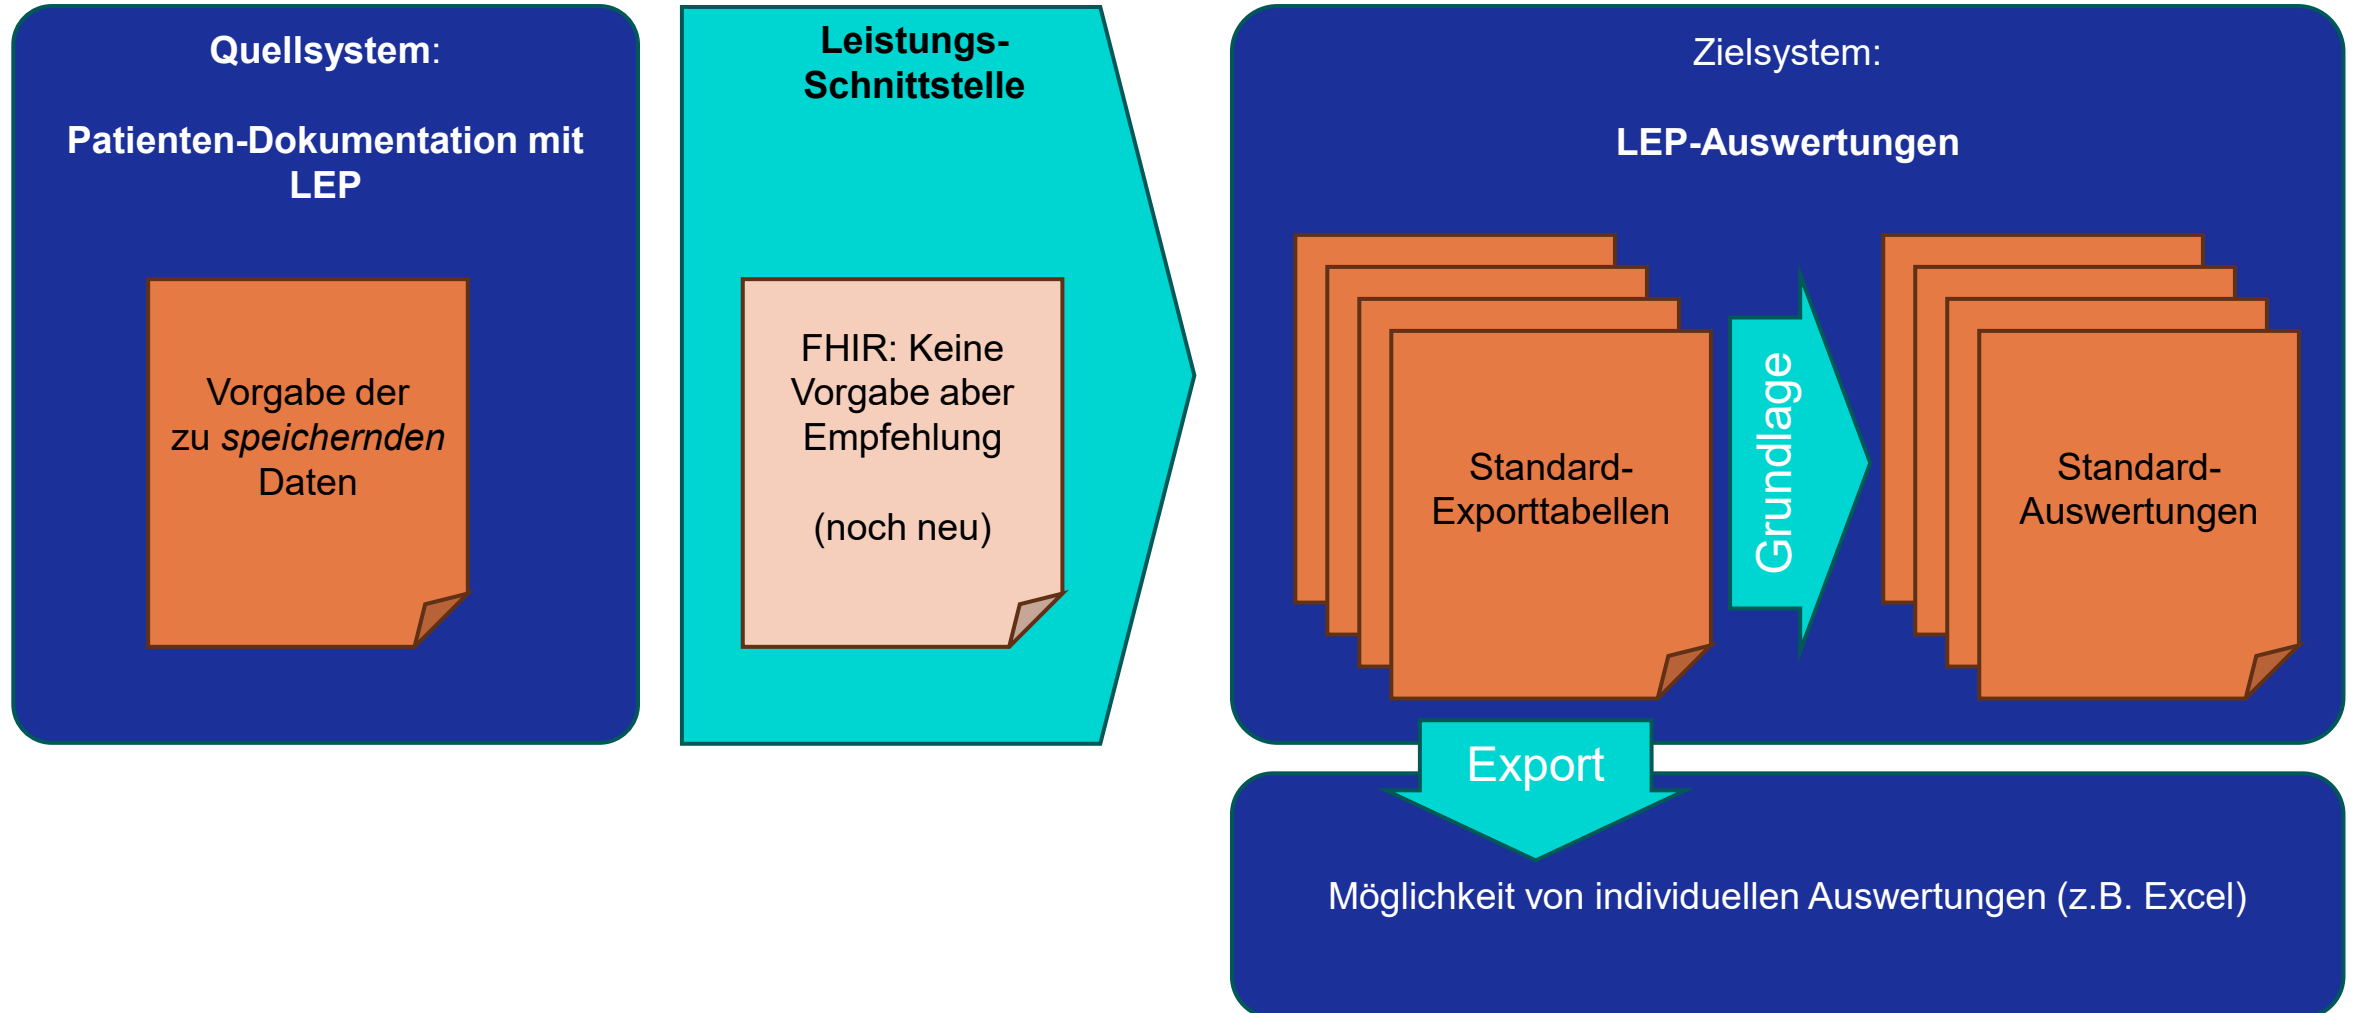 Quellsystem:
Patienten-Dokumentation mit
LEP
Vorgabe der
zu speichernden
Daten
Leistungs-
Schnittstelle
FHIR: Keine
Vorgabe aber
Empfehlung
(noch neu)
Zielsystem:
LEP-Auswertungen
Standard-
Exporttabellen
Grundlage
Standard-
Auswertungen
Export
Möglichkeit von individuellen Auswertungen (z.B. Excel)